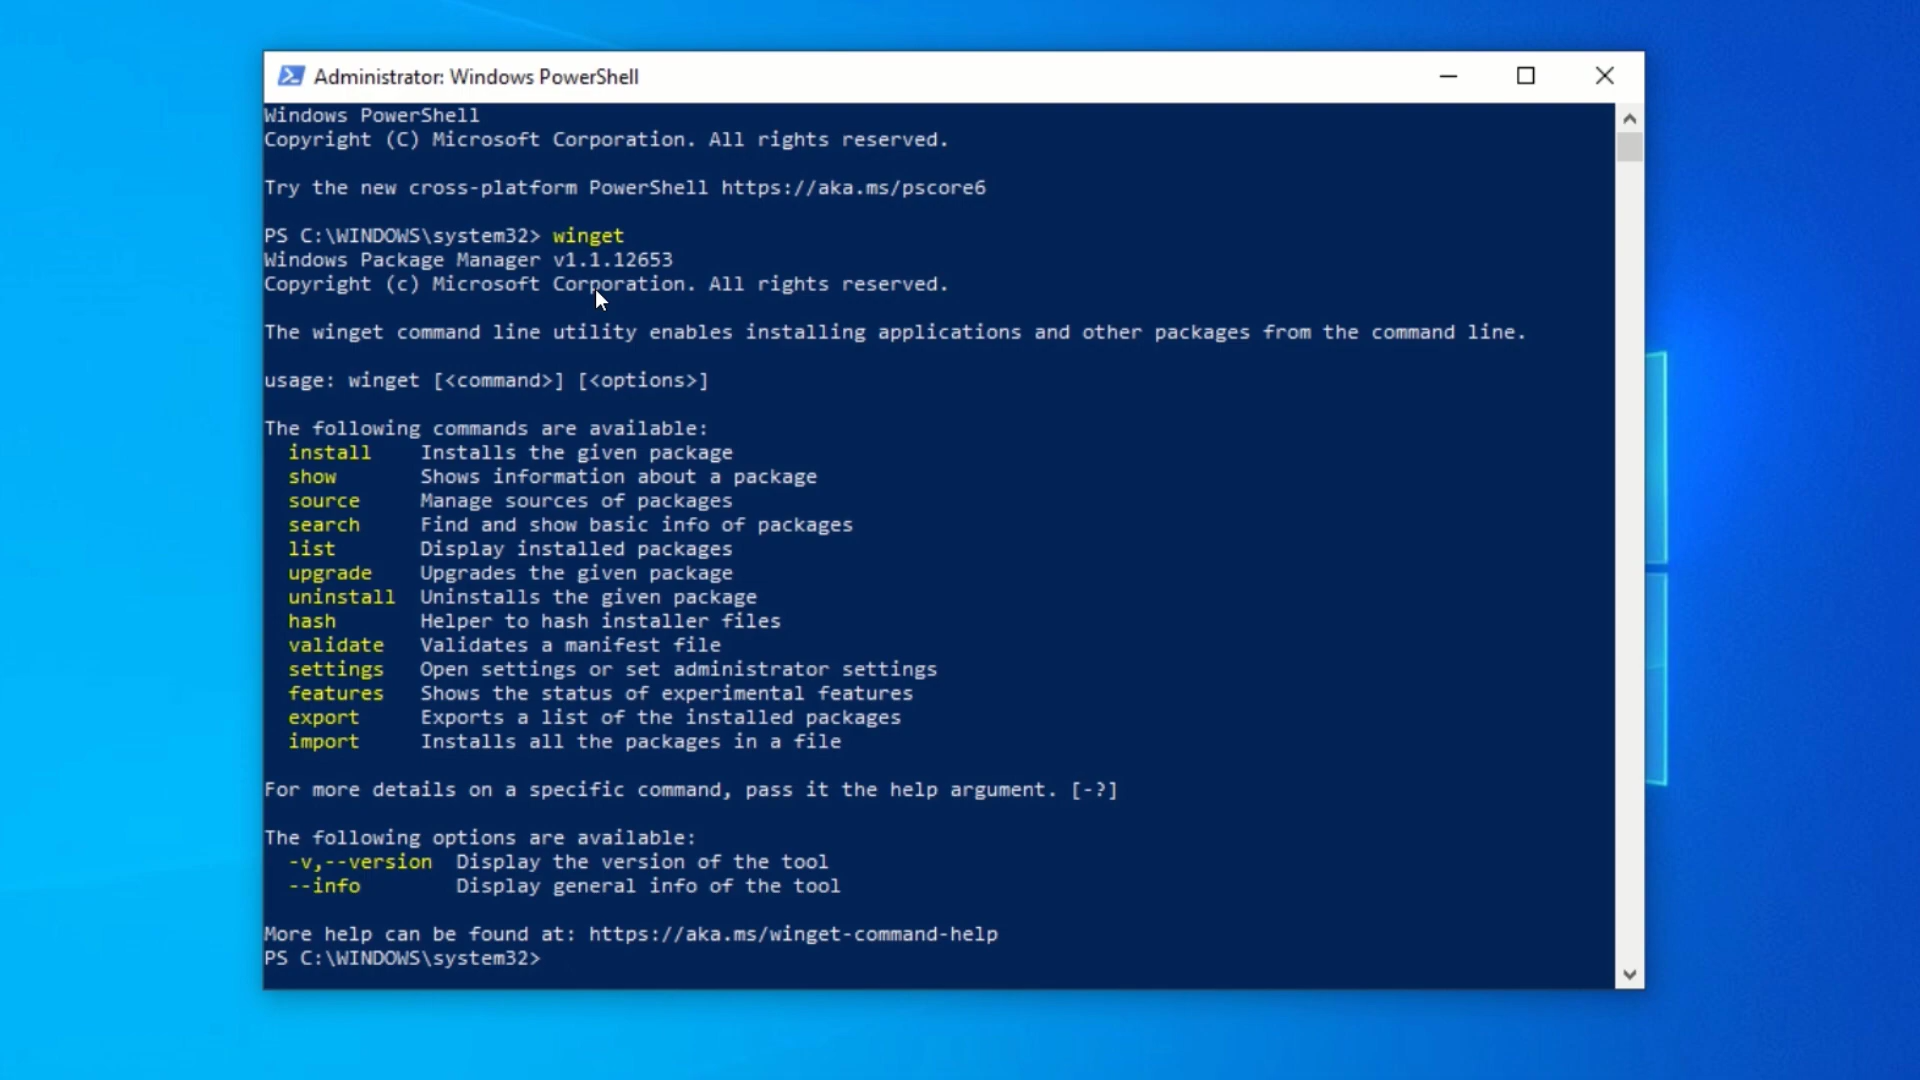 Administrator: Windows PowerShell
Windows PowerShell
Copyright (C) Microsoft Corporation. All rights reserved.
Try the new cross-platform PowerShell https://aka.ms/pscore6
PS C:\WINDOWS\system32> winget
Windows Package Manager v1.1.12653
Copyright (c) Microsoft Corporation. All rights reserved.
The winget command line utility enables installing applications and other packages from the command line.
usage: winget [<command>] [<options>]
The following commands are available:
install Installs the given package
show Shows information about a package
source Manage sources of packages
search Find and show basic info of packages
list Display installed packages
upgrade Upgrades the given package
uninstall Uninstalls the given package
hash Helper to hash installer files
validate Validates a manifest file
settings Open settings or set administrator settings
features Shows the status of experimental features
export Exports a list of the installed packages
import Installs all the packages in a file
For more details on a specific command, pass it the help argument. [-?]
The following options are available:
-v,--version Display the version of the tool
--info Display general info of the tool
More help can be found at: https://aka.ms/winget-command-help
PS C:\WINDOWS\system32>